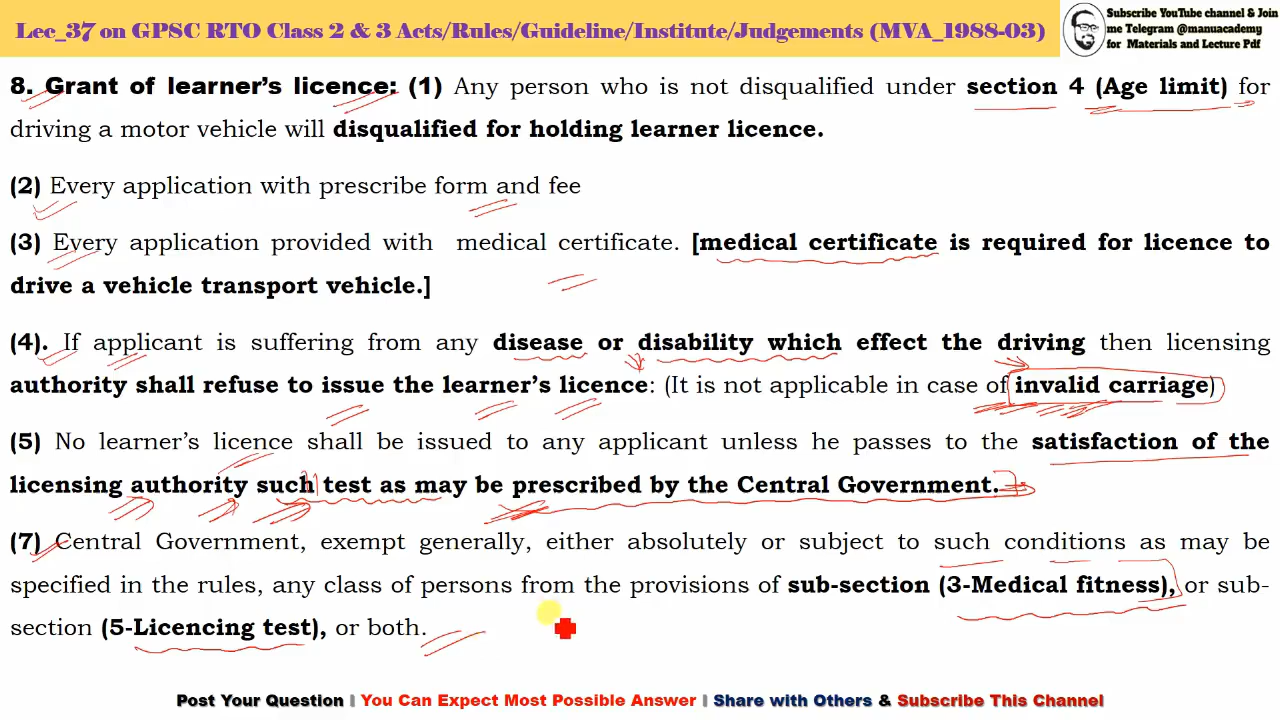 Lec_37 on GPSC RTO Class 2 & 3 Acts/Rules/Guideline/Institute/Judgements (MVA_1988-03)
Subscribe YouTube channel & Join
me Telegram @manuacademy
for Materials and Lecture Pdf
8. Grant of learner's licence: (1) Any person who is not disqualified under section 4 (Age limit) for
driving a motor vehicle will disqualified for holding learner licence.
(2) Every application with prescribe form and fee
(3) Every application provided with medical certificate. [medical certificate is required for licence to
drive a vehicle transport vehicle.]
(4). If applicant is suffering from any disease or disability which effect the driving then licensing
authority shall refuse to issue the learner's licence: (It is not applicable in case of invalid carriage)
(5) No learner's licence shall be issued to any applicant unless he passes to the satisfaction of the
licensing authority such test as may be prescribed by the Central Government.
(7) Central Government, exempt generally, either absolutely or subject to such conditions as may be
specified in the rules, any class of persons from the provisions of sub-section (3-Medical fitness), or sub-
section (5-Licencing test), or both.
Post Your Question | You Can Expect Most Possible Answer | Share with Others & Subscribe This Channel